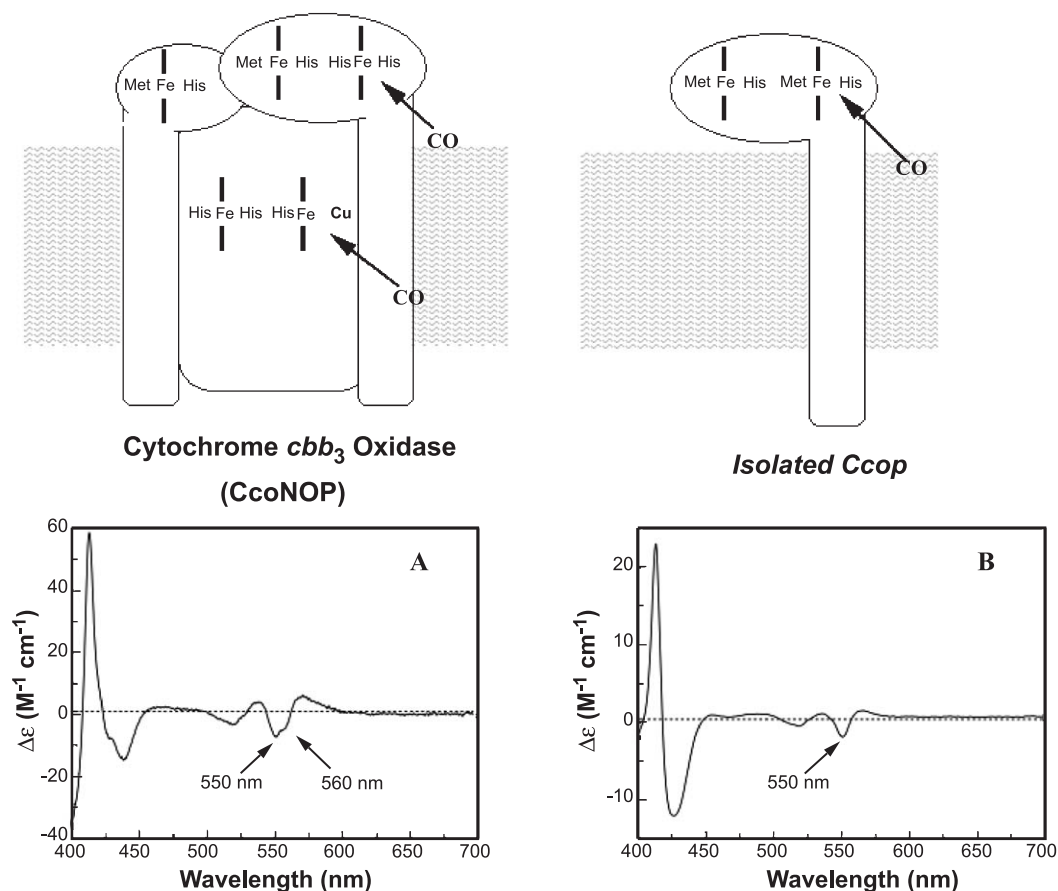 Met Fe His
Met Fe His His Fe His
CO
His Fe His His Fe Cu
CO
Cytochrome cbb₃ Oxidase
(CcoNOP)
Met Fe His Met Fe His
CO
Isolated Ccop
A
60
40
20
0
-20
-40
Δε (M⁻¹ cm⁻¹)
550 nm
560 nm
400 450 500 550 600 650 700
Wavelength (nm)
B
20
10
0
-10
Δε (M⁻¹ cm⁻¹)
550 nm
400 450 500 550 600 650 700
Wavelength (nm)